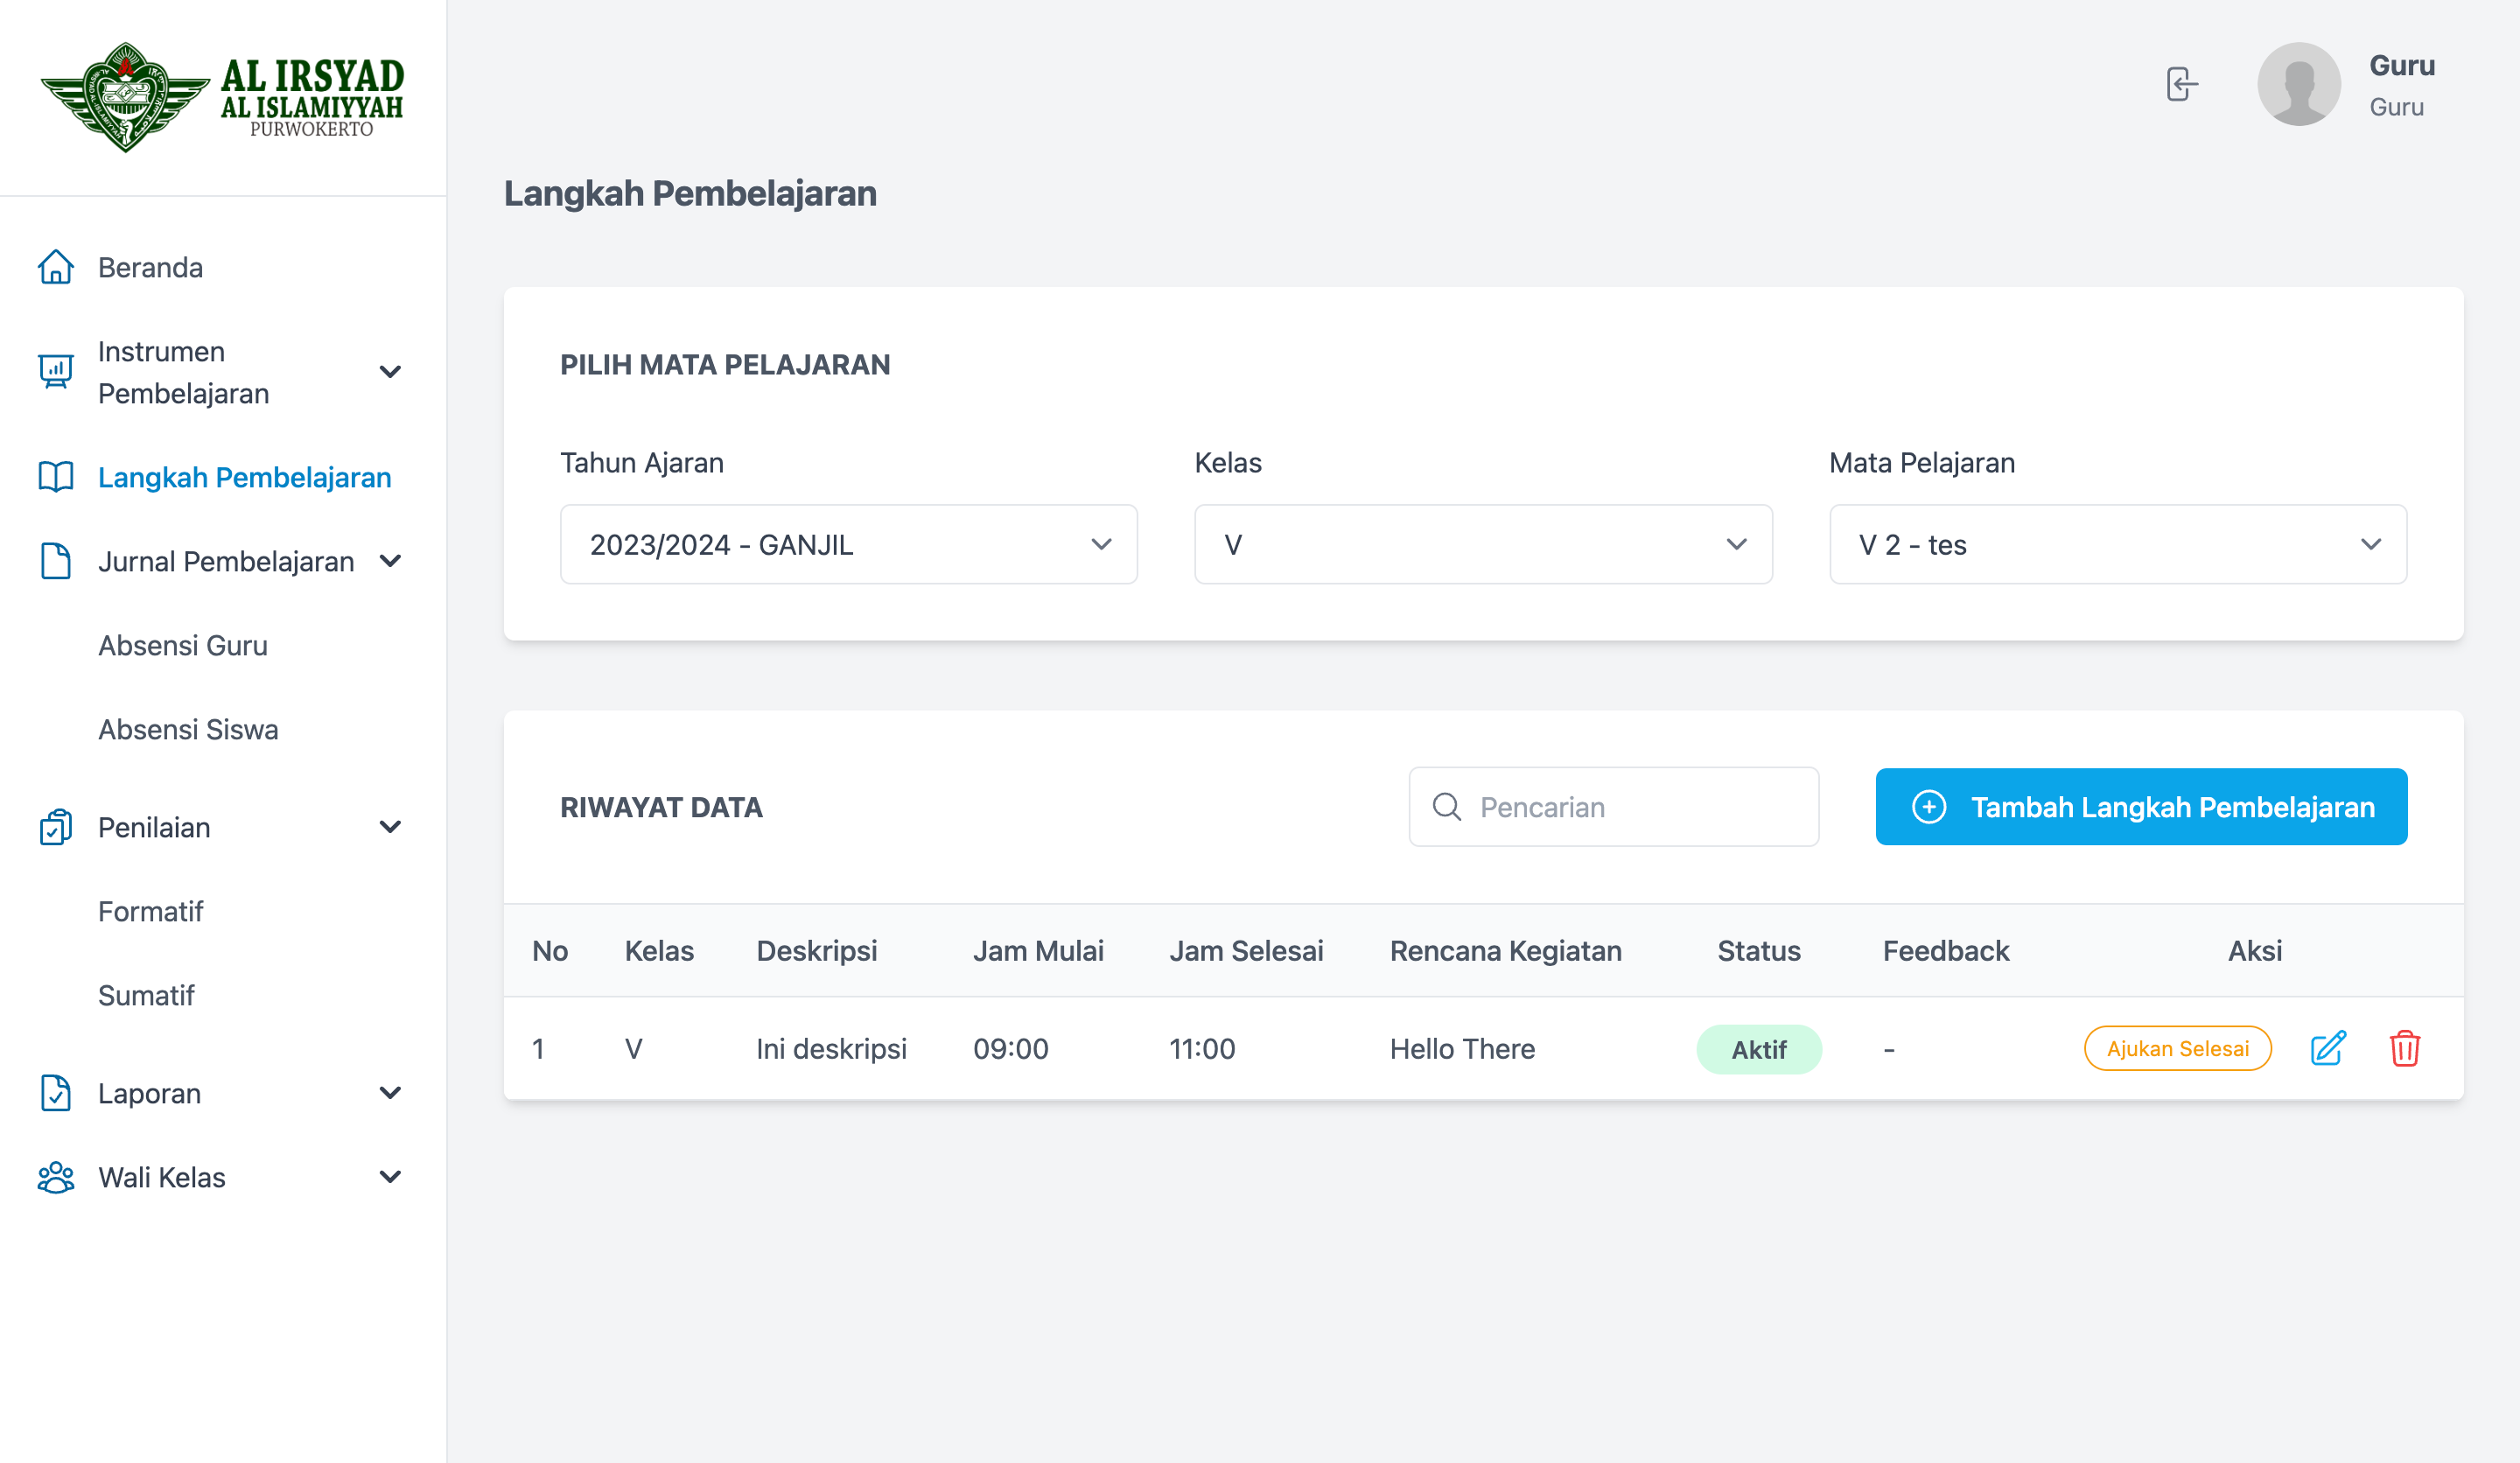 AL IRSYAD
AL ISLAMIYYAH
PURWOKERTO
Guru
Guru
Langkah Pembelajaran
Beranda
Instrumen
Pembelajaran
Langkah Pembelajaran
Jurnal Pembelajaran
Absensi Guru
Absensi Siswa
Penilaian
Formatif
Sumatif
Laporan
Wali Kelas
PILIH MATA PELAJARAN
Tahun Ajaran Kelas Mata Pelajaran
2023/2024 - GANJIL V V 2 - tes
RIWAYAT DATA Pencarian Tambah Langkah Pembelajaran
No Kelas Deskripsi Jam Mulai Jam Selesai Rencana Kegiatan Status Feedback Aksi
1 V Ini deskripsi 09:00 11:00 Hello There Aktif - Ajukan Selesai